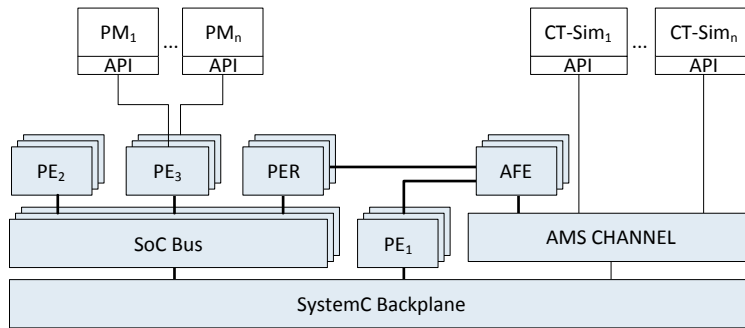 PM₁ ... PMₙ CT-Sim₁ ... CT-Simₙ
API API API API
PE₂ PE₃ PER AFE
SoC Bus PE₁ AMS CHANNEL
SystemC Backplane